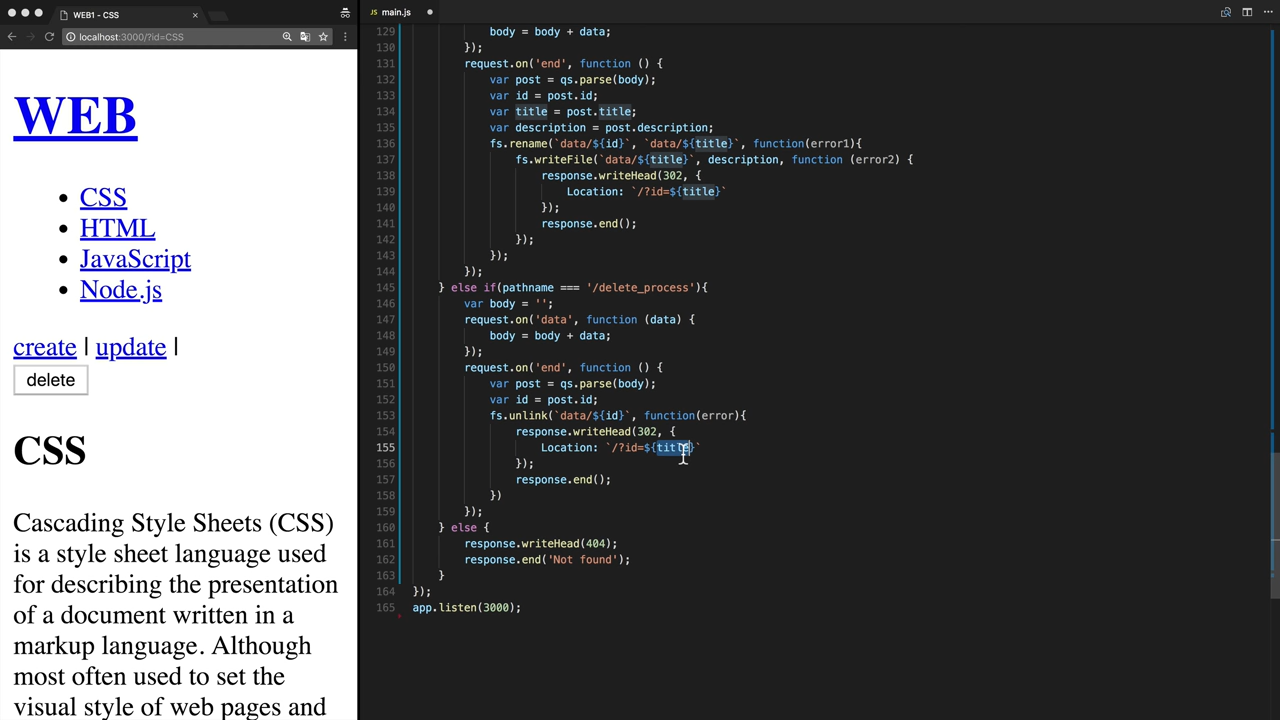 WEB1 - CSS
localhost:3000/?id=CSS
WEB
CSS
HTML
JavaScript
Node.js
create | update |
delete
CSS
Cascading Style Sheets (CSS)
is a style sheet language used
for describing the presentation
of a document written in a
markup language. Although
most often used to set the
visual style of web pages and
JS main.js
129 body = body + data;
130 });
131 request.on('end', function () {
132 var post = qs.parse(body);
133 var id = post.id;
134 var title = post.title;
135 var description = post.description;
136 fs.rename(`data/${id}`, `data/${title}`, function(error1){
137 fs.writeFile(`data/${title}`, description, function (error2) {
138 response.writeHead(302, {
139 Location: `/?id=${title}`
140 });
141 response.end();
142 });
143 });
144 });
145 } else if(pathname === '/delete_process'){
146 var body = '';
147 request.on('data', function (data) {
148 body = body + data;
149 });
150 request.on('end', function () {
151 var post = qs.parse(body);
152 var id = post.id;
153 fs.unlink(`data/${id}`, function(error){
154 response.writeHead(302, {
155 Location: `/?id=${title}`
156 });
157 response.end();
158 })
159 });
160 } else {
161 response.writeHead(404);
162 response.end('Not found');
163 }
164 });
165 app.listen(3000);